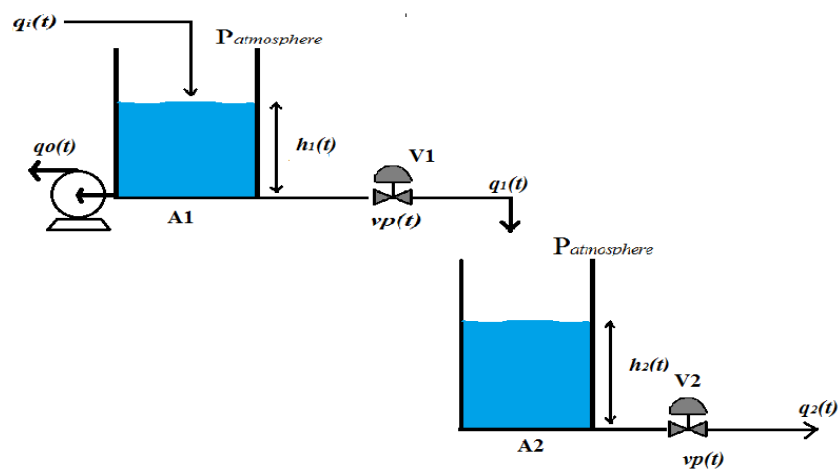 qi(t)
Patmosphere
h1(t)
qo(t)
V1
A1
vp(t)
q1(t)
Patmosphere
h2(t)
V2
q2(t)
A2
vp(t)